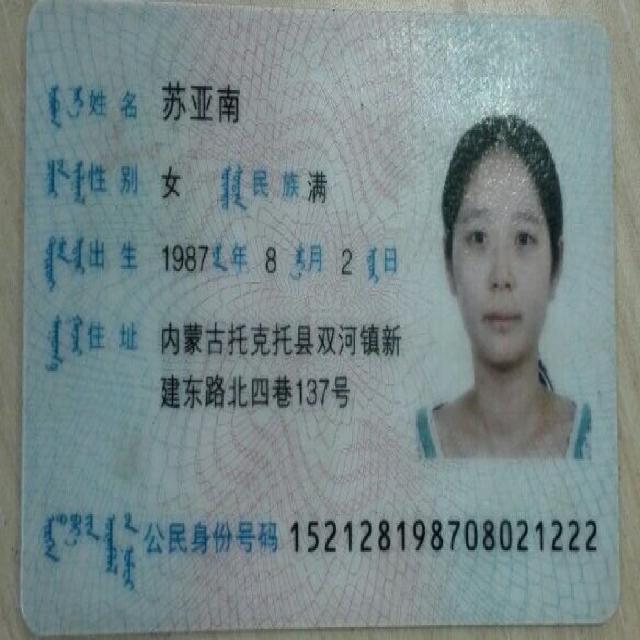 姓名 苏亚南
性别 女 民族 满
出生 1987年 8月 2日
住址 内蒙古托克托县双河镇新
建东路北四巷137号
公民身份号码 152128198708021222